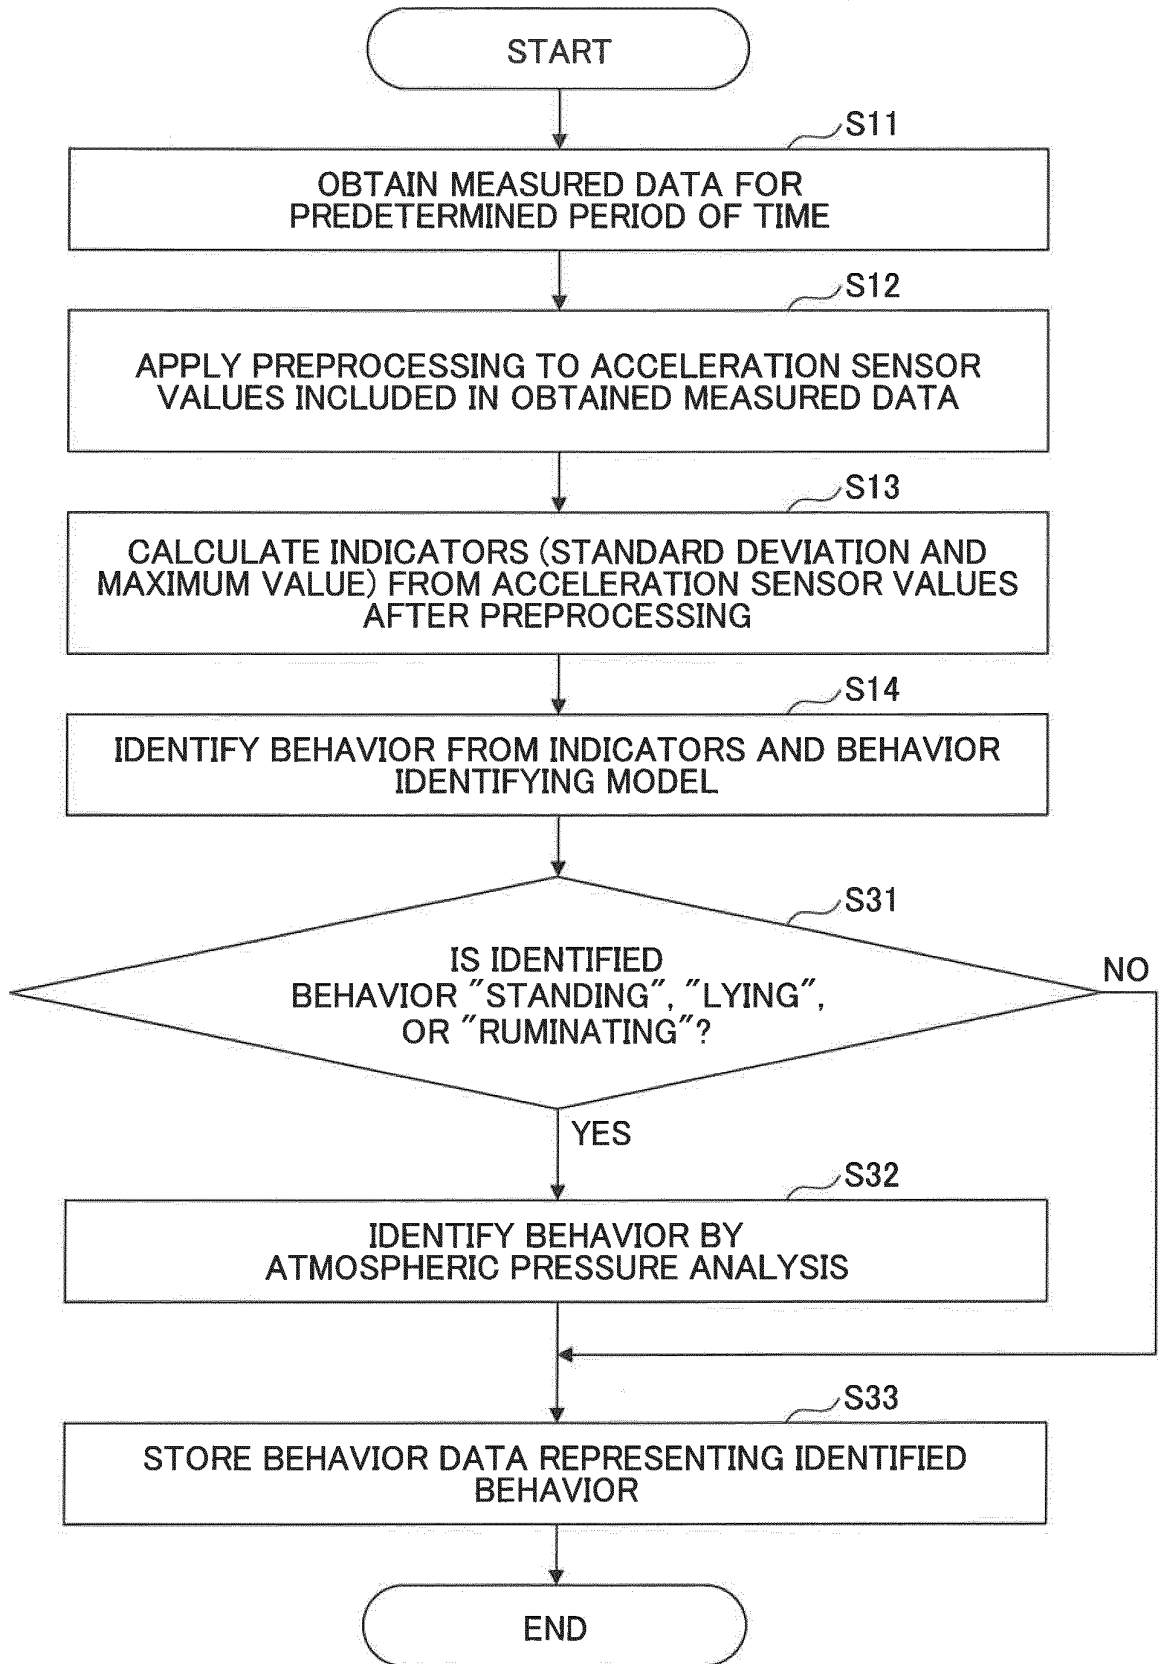 START
S11
OBTAIN MEASURED DATA FOR
PREDETERMINED PERIOD OF TIME
S12
APPLY PREPROCESSING TO ACCELERATION SENSOR
VALUES INCLUDED IN OBTAINED MEASURED DATA
S13
CALCULATE INDICATORS (STANDARD DEVIATION AND
MAXIMUM VALUE) FROM ACCELERATION SENSOR VALUES
AFTER PREPROCESSING
S14
IDENTIFY BEHAVIOR FROM INDICATORS AND BEHAVIOR
IDENTIFYING MODEL
S31
IS IDENTIFIED
BEHAVIOR "STANDING", "LYING",
OR "RUMINATING"?
NO
YES
S32
IDENTIFY BEHAVIOR BY
ATMOSPHERIC PRESSURE ANALYSIS
S33
STORE BEHAVIOR DATA REPRESENTING IDENTIFIED
BEHAVIOR
END